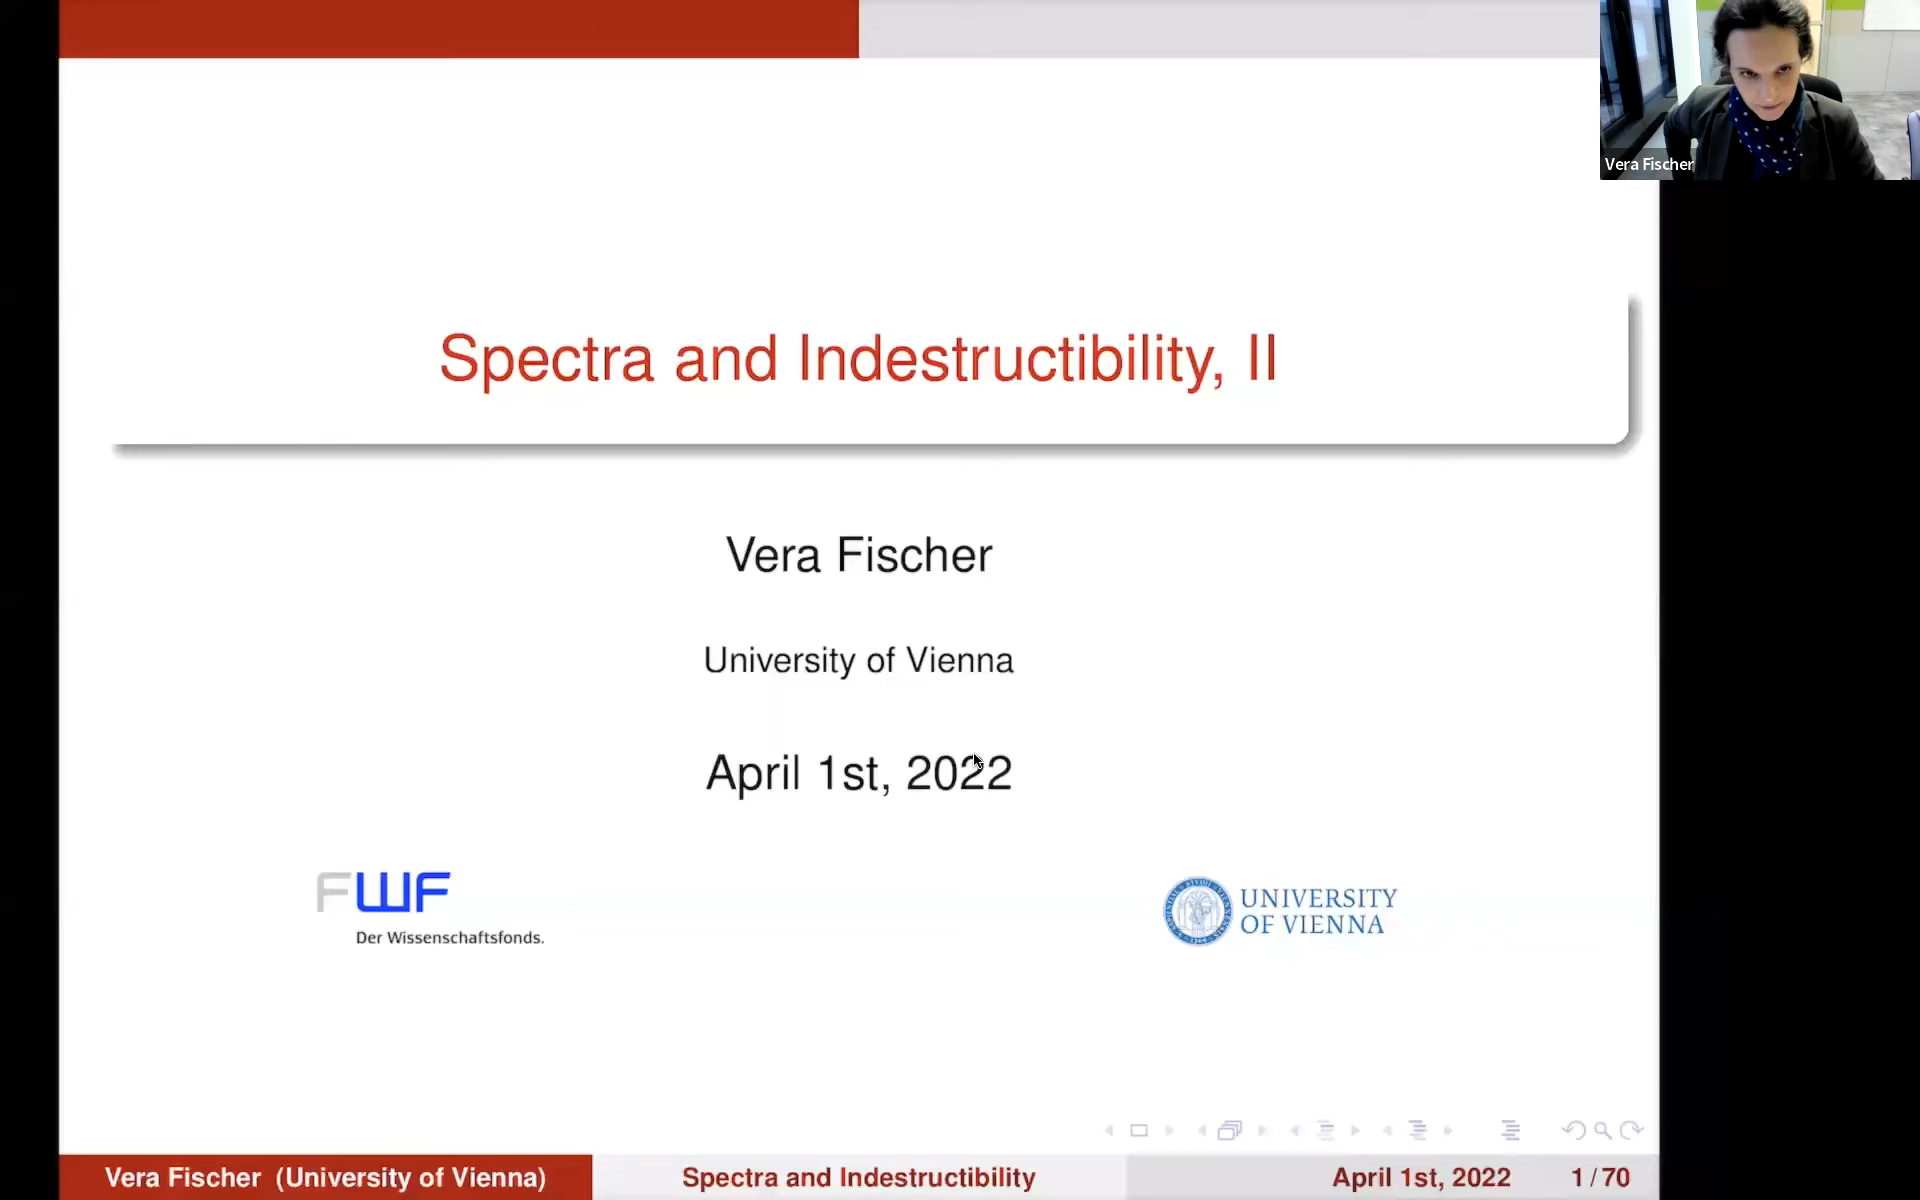 Vera Fischer
Spectra and Indestructibility, II
Vera Fischer
University of Vienna
April 1st, 2022
FWF
Der Wissenschaftsfonds.
UNIVERSITY
OF VIENNA
Vera Fischer (University of Vienna)
Spectra and Indestructibility
April 1st, 2022
1 / 70